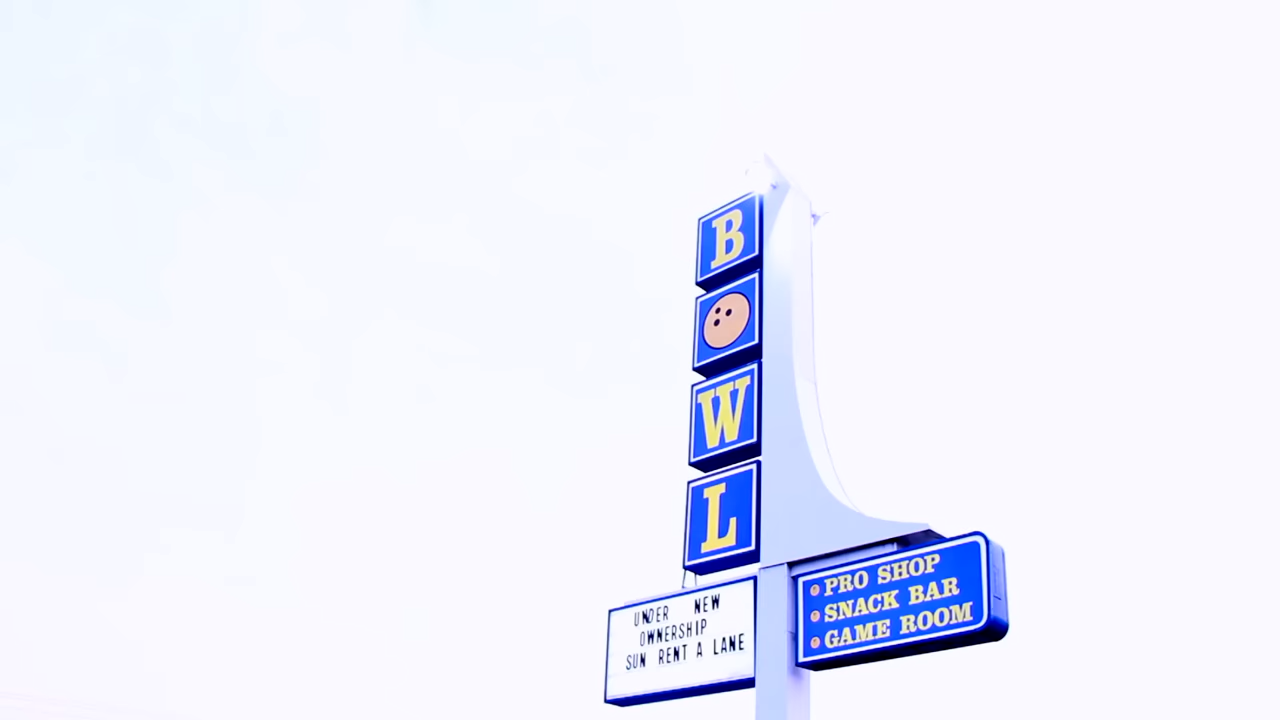 B
W
L
UNDER NEW
OWNERSHIP
SUN RENT A LANE
PRO SHOP
SNACK BAR
GAME ROOM